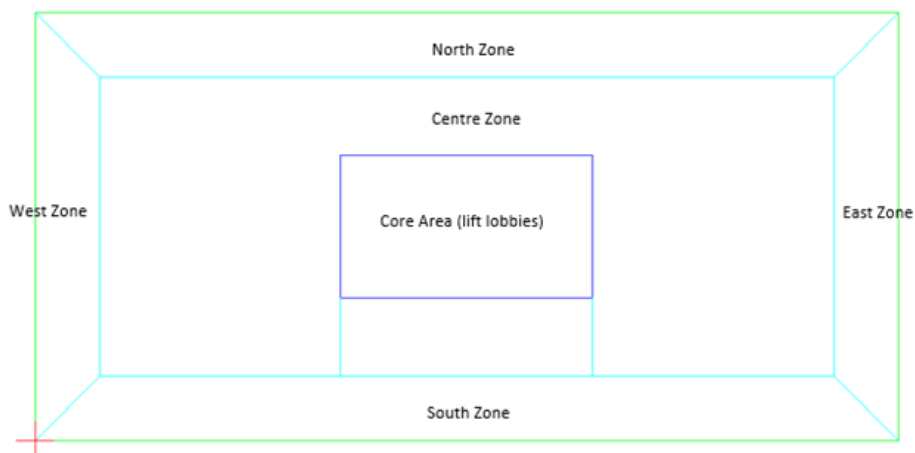 North Zone
Centre Zone
West Zone
Core Area (lift lobbies)
East Zone
South Zone